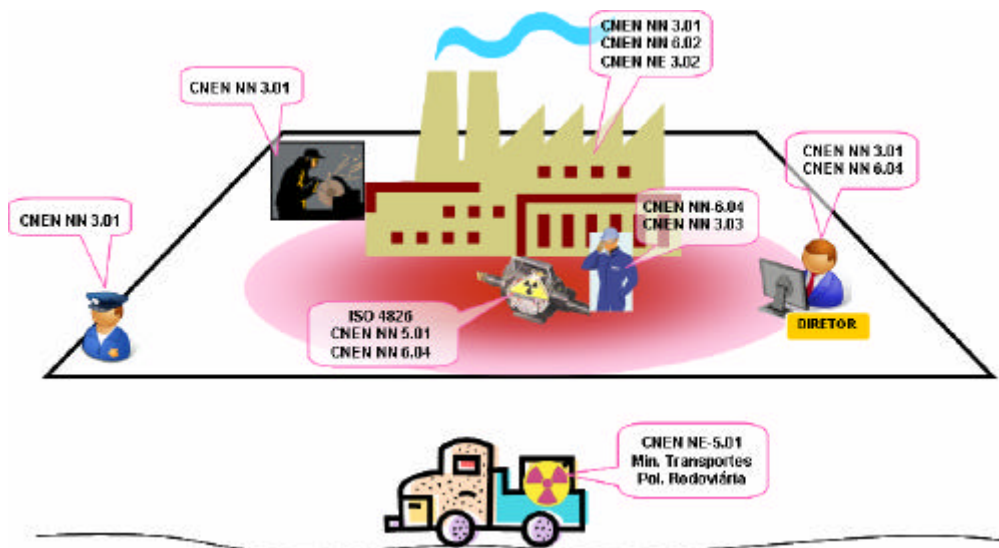 CNEN NN 3.01
CNEN NN 6.02
CNEN NE 3.02
CNEN NN 3.01
CNEN NN 3.01
CNEN NN 6.04
CNEN NN 3.01
CNEN NN-6.04
CNEN NN 3.03
ISO 4826
CNEN NN 5.01
CNEN NN 6.04
DIRETOR
CNEN NE-5.01
Min. Transportes
Pol. Rodoviária